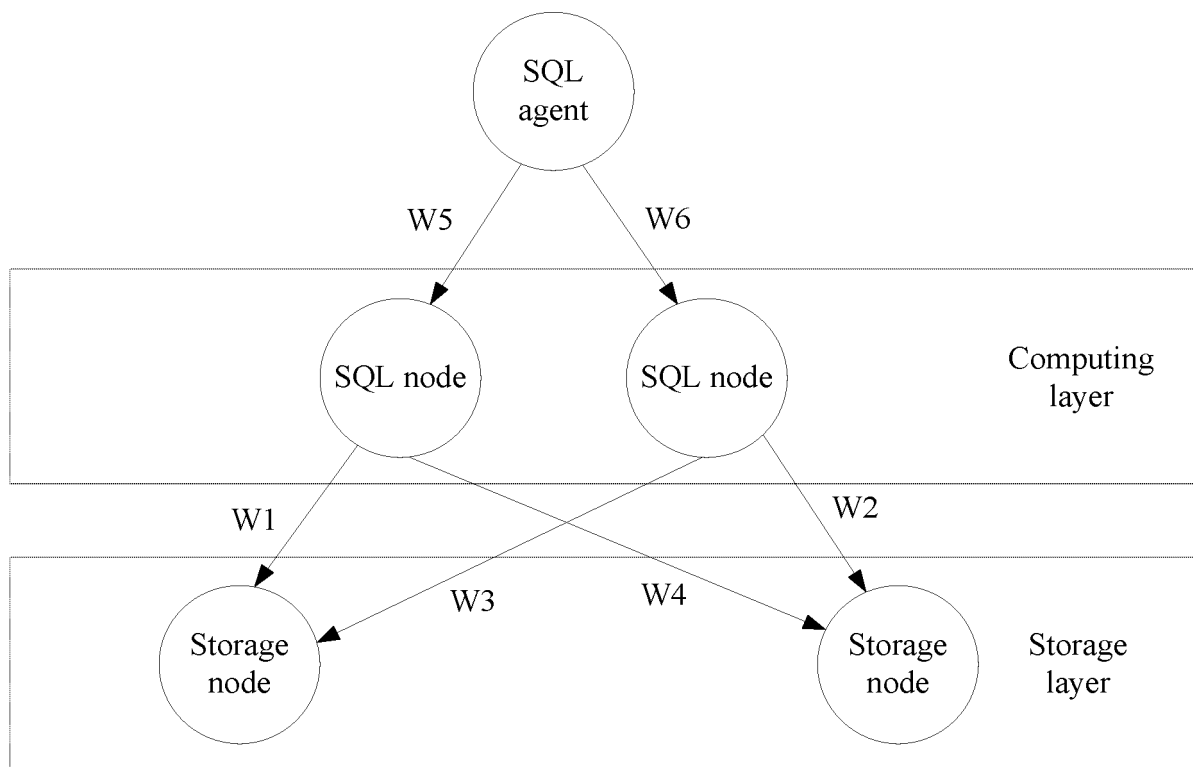 SQL
agent
W5
W6
SQL node
SQL node
Computing
layer
W1
W2
W3
W4
Storage
node
Storage
node
Storage
layer